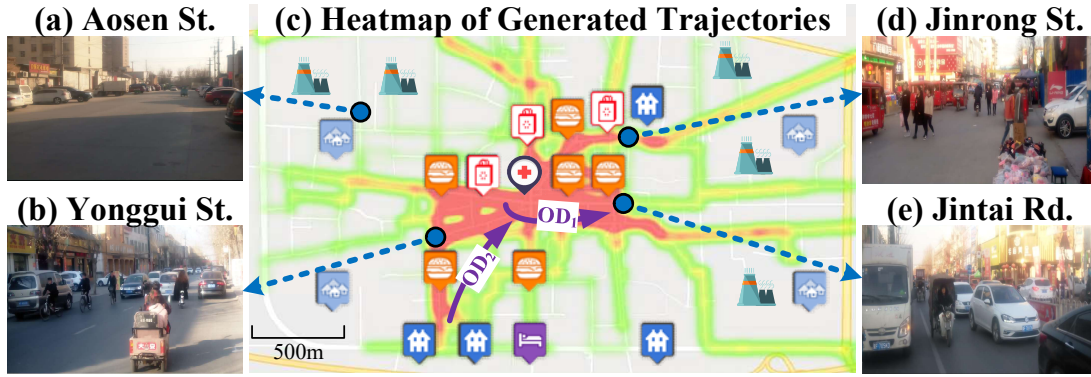 (a) Aosen St.
(c) Heatmap of Generated Trajectories
(d) Jinrong St.
(b) Yonggui St.
OD1
OD2
(e) Jintai Rd.
500m